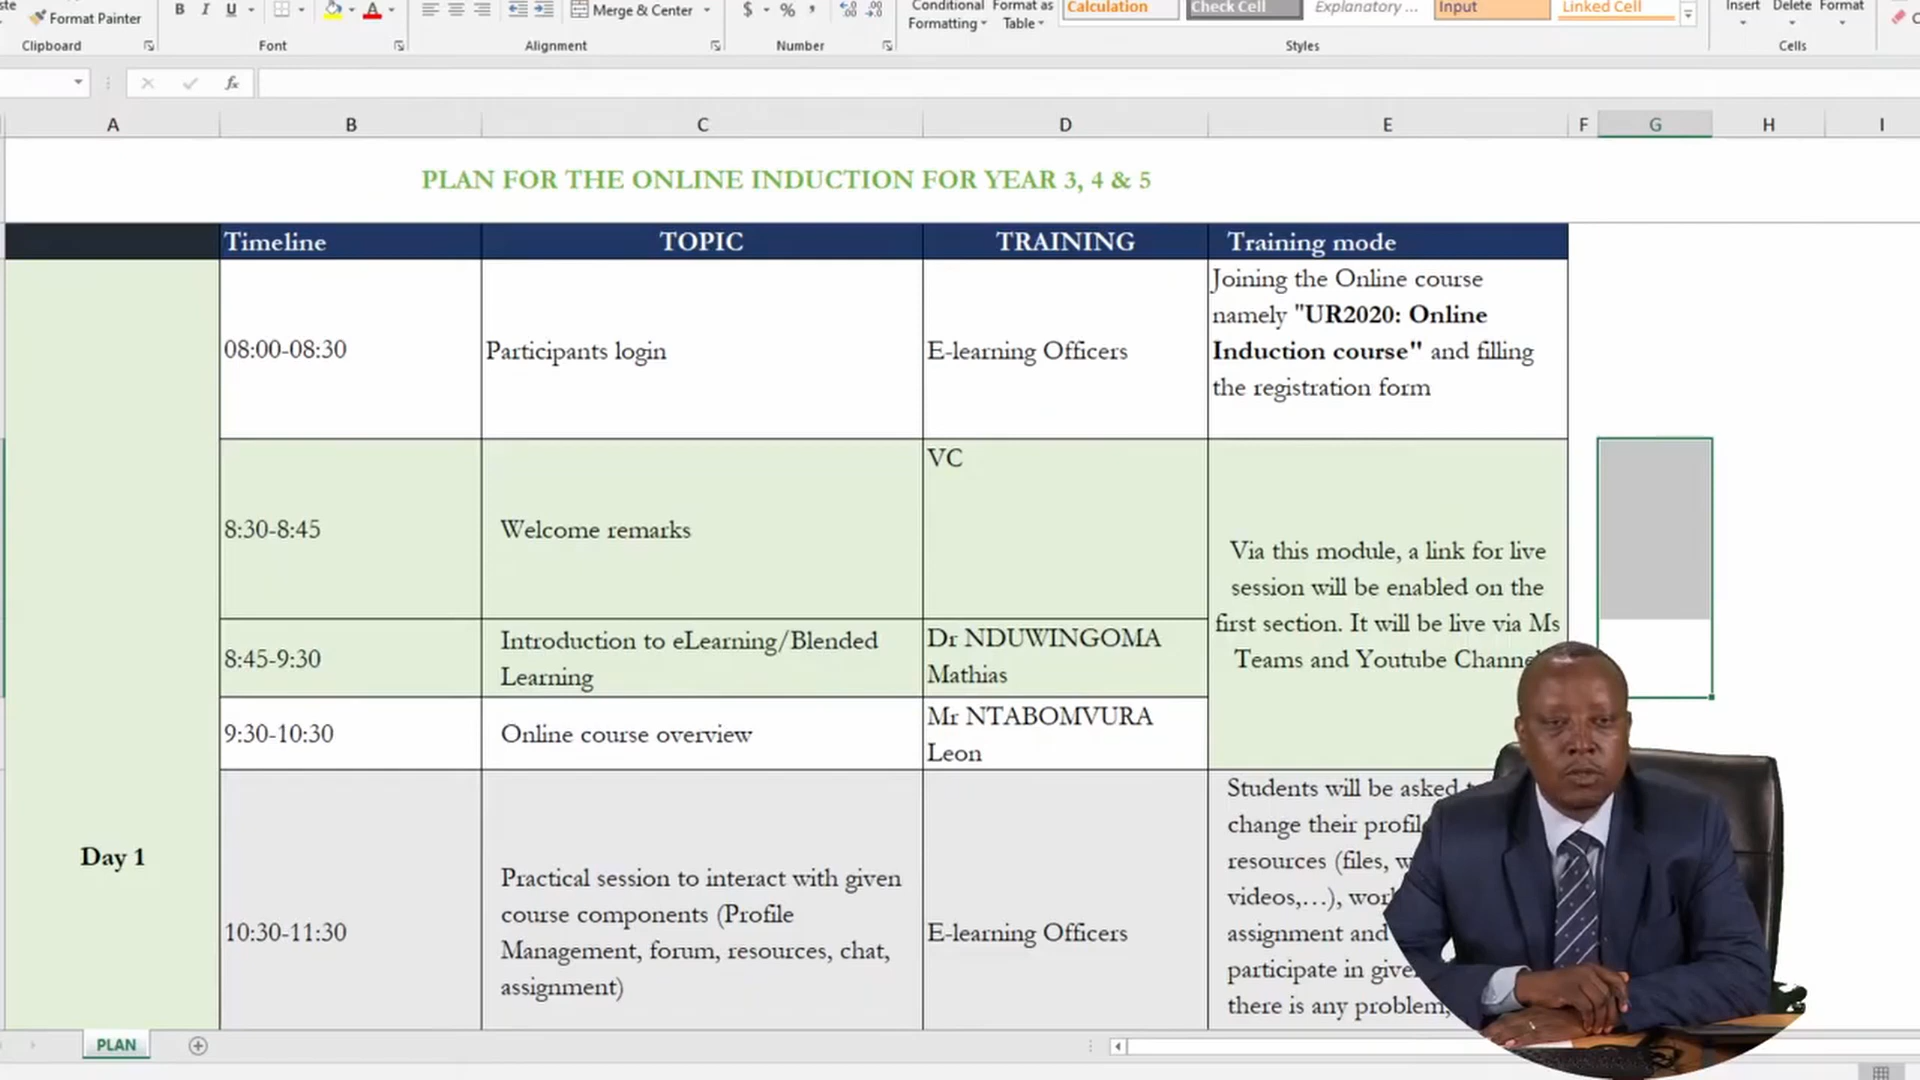 Format Painter
B I U
Merge & Center
$ % ,
Conditional
Formatting
Format as
Table
Calculation
Check Cell
Explanatory ...
Input
Linked Cell
Insert
Delete
Format
Clipboard
Font
Alignment
Number
Styles
Cells
fx
A B C D E F G H I
PLAN FOR THE ONLINE INDUCTION FOR YEAR 3, 4 & 5
Timeline
TOPIC
TRAINING
Training mode
08:00-08:30
Participants login
E-learning Officers
Joining the Online course
namely "UR2020: Online
Induction course" and filling
the registration form
8:30-8:45
Welcome remarks
VC
Via this module, a link for live
session will be enabled on the
first section. It will be live via Ms
Teams and Youtube
8:45-9:30
Introduction to eLearning/Blended
Learning
Dr NDUWINGOMA
Mathias
9:30-10:30
Online course overview
Mr NTABOMVURA
Leon
Day 1
10:30-11:30
Practical session to interact with given
course components (Profile
Management, forum, resources, chat,
assignment)
E-learning Officers
Students will be asked
change their
resources (files,
videos,...),
assignment and
participate in
there is any problem,
PLAN